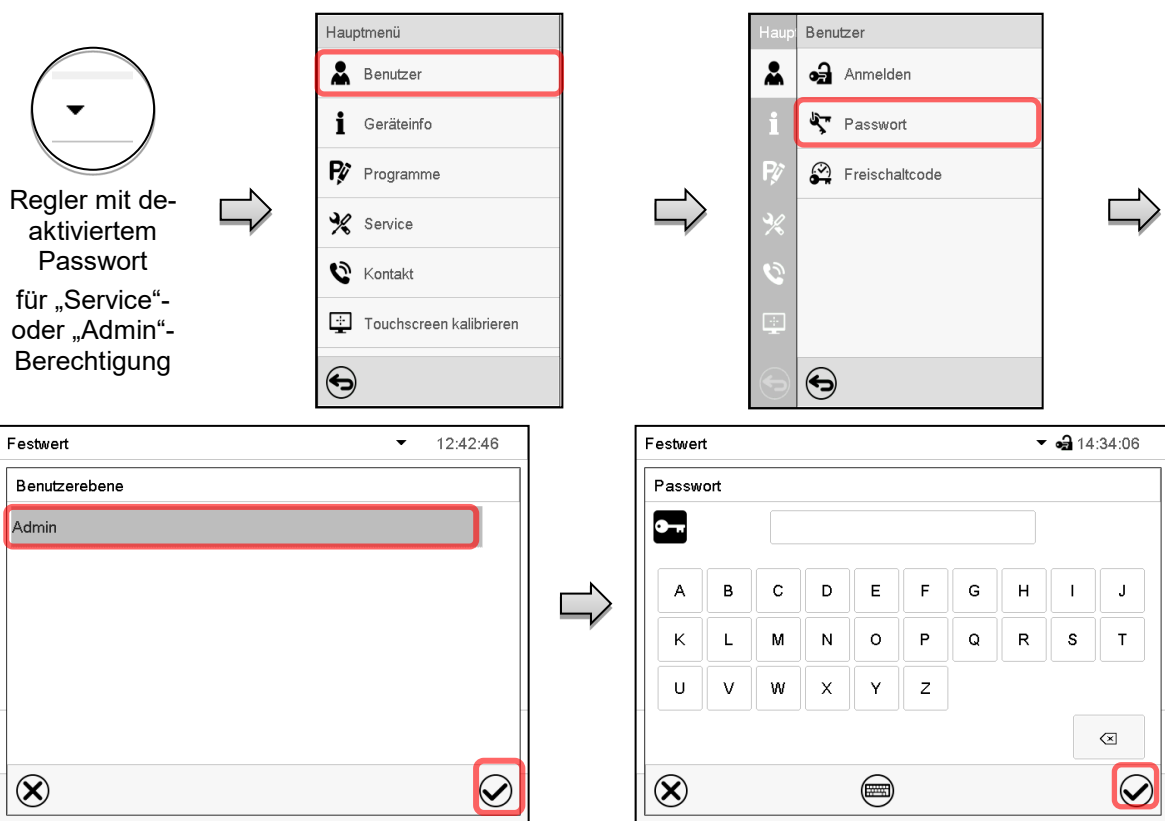 Regler mit de-
aktiviertem
Passwort
für „Service“-
oder „Admin“-
Berechtigung
Hauptmenü
Benutzer
Geräteinfo
Programme
Service
Kontakt
Touchscreen kalibrieren
Haup
Benutzer
Anmelden
Passwort
Freischaltcode
Festwert 12:42:46
Benutzerebene
Admin
Festwert 14:34:06
Passwort
A B C D E F G H I J
K L M N O P Q R S T
U V W X Y Z